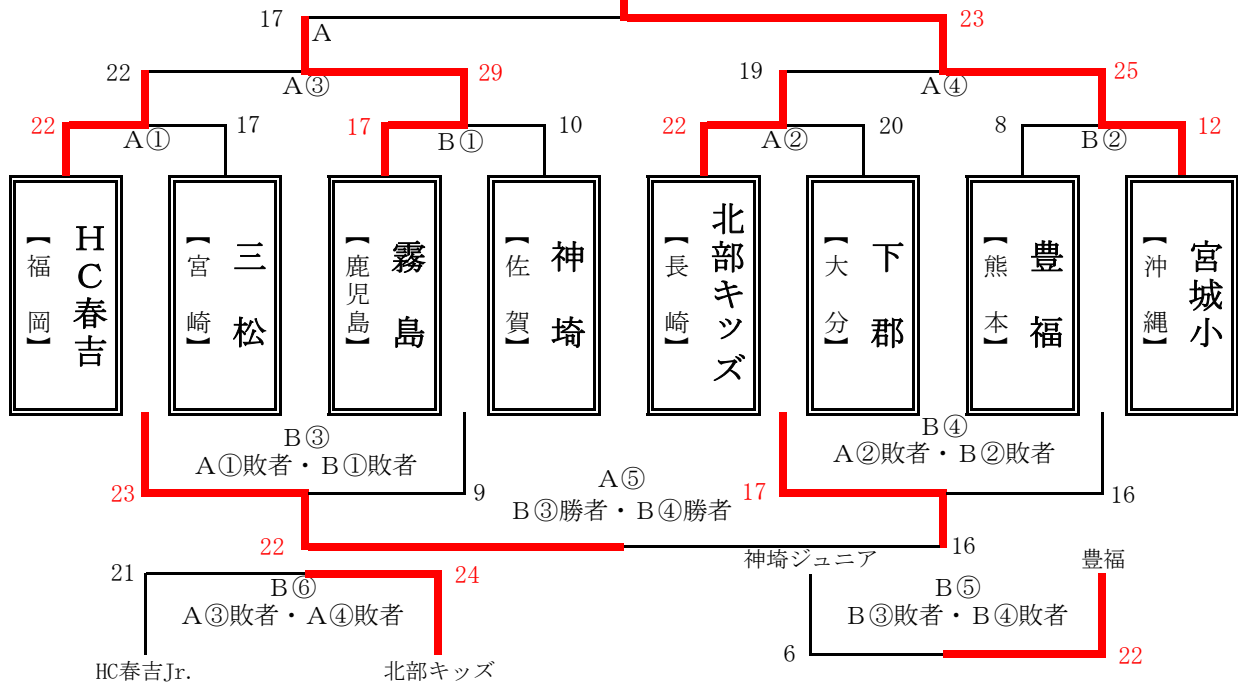 17
23
A
22
29
19
25
A③
A④
22
17
17
10
22
20
8
12
A①
B①
A②
B②
HC春吉
【福岡】
三松
【宮崎】
霧島
【鹿児島】
神埼
【佐賀】
北部キッズ
【長崎】
下郡
【大分】
豊福
【熊本】
宮城小
【沖縄】
B③
A①敗者・B①敗者
B④
A②敗者・B②敗者
23
9
A⑤
B③勝者・B④勝者
17
16
22
16
21
24
B⑥
A③敗者・A④敗者
HC春吉Jr.
北部キッズ
神埼ジュニア
豊福
B⑤
B③敗者・B④敗者
6
22